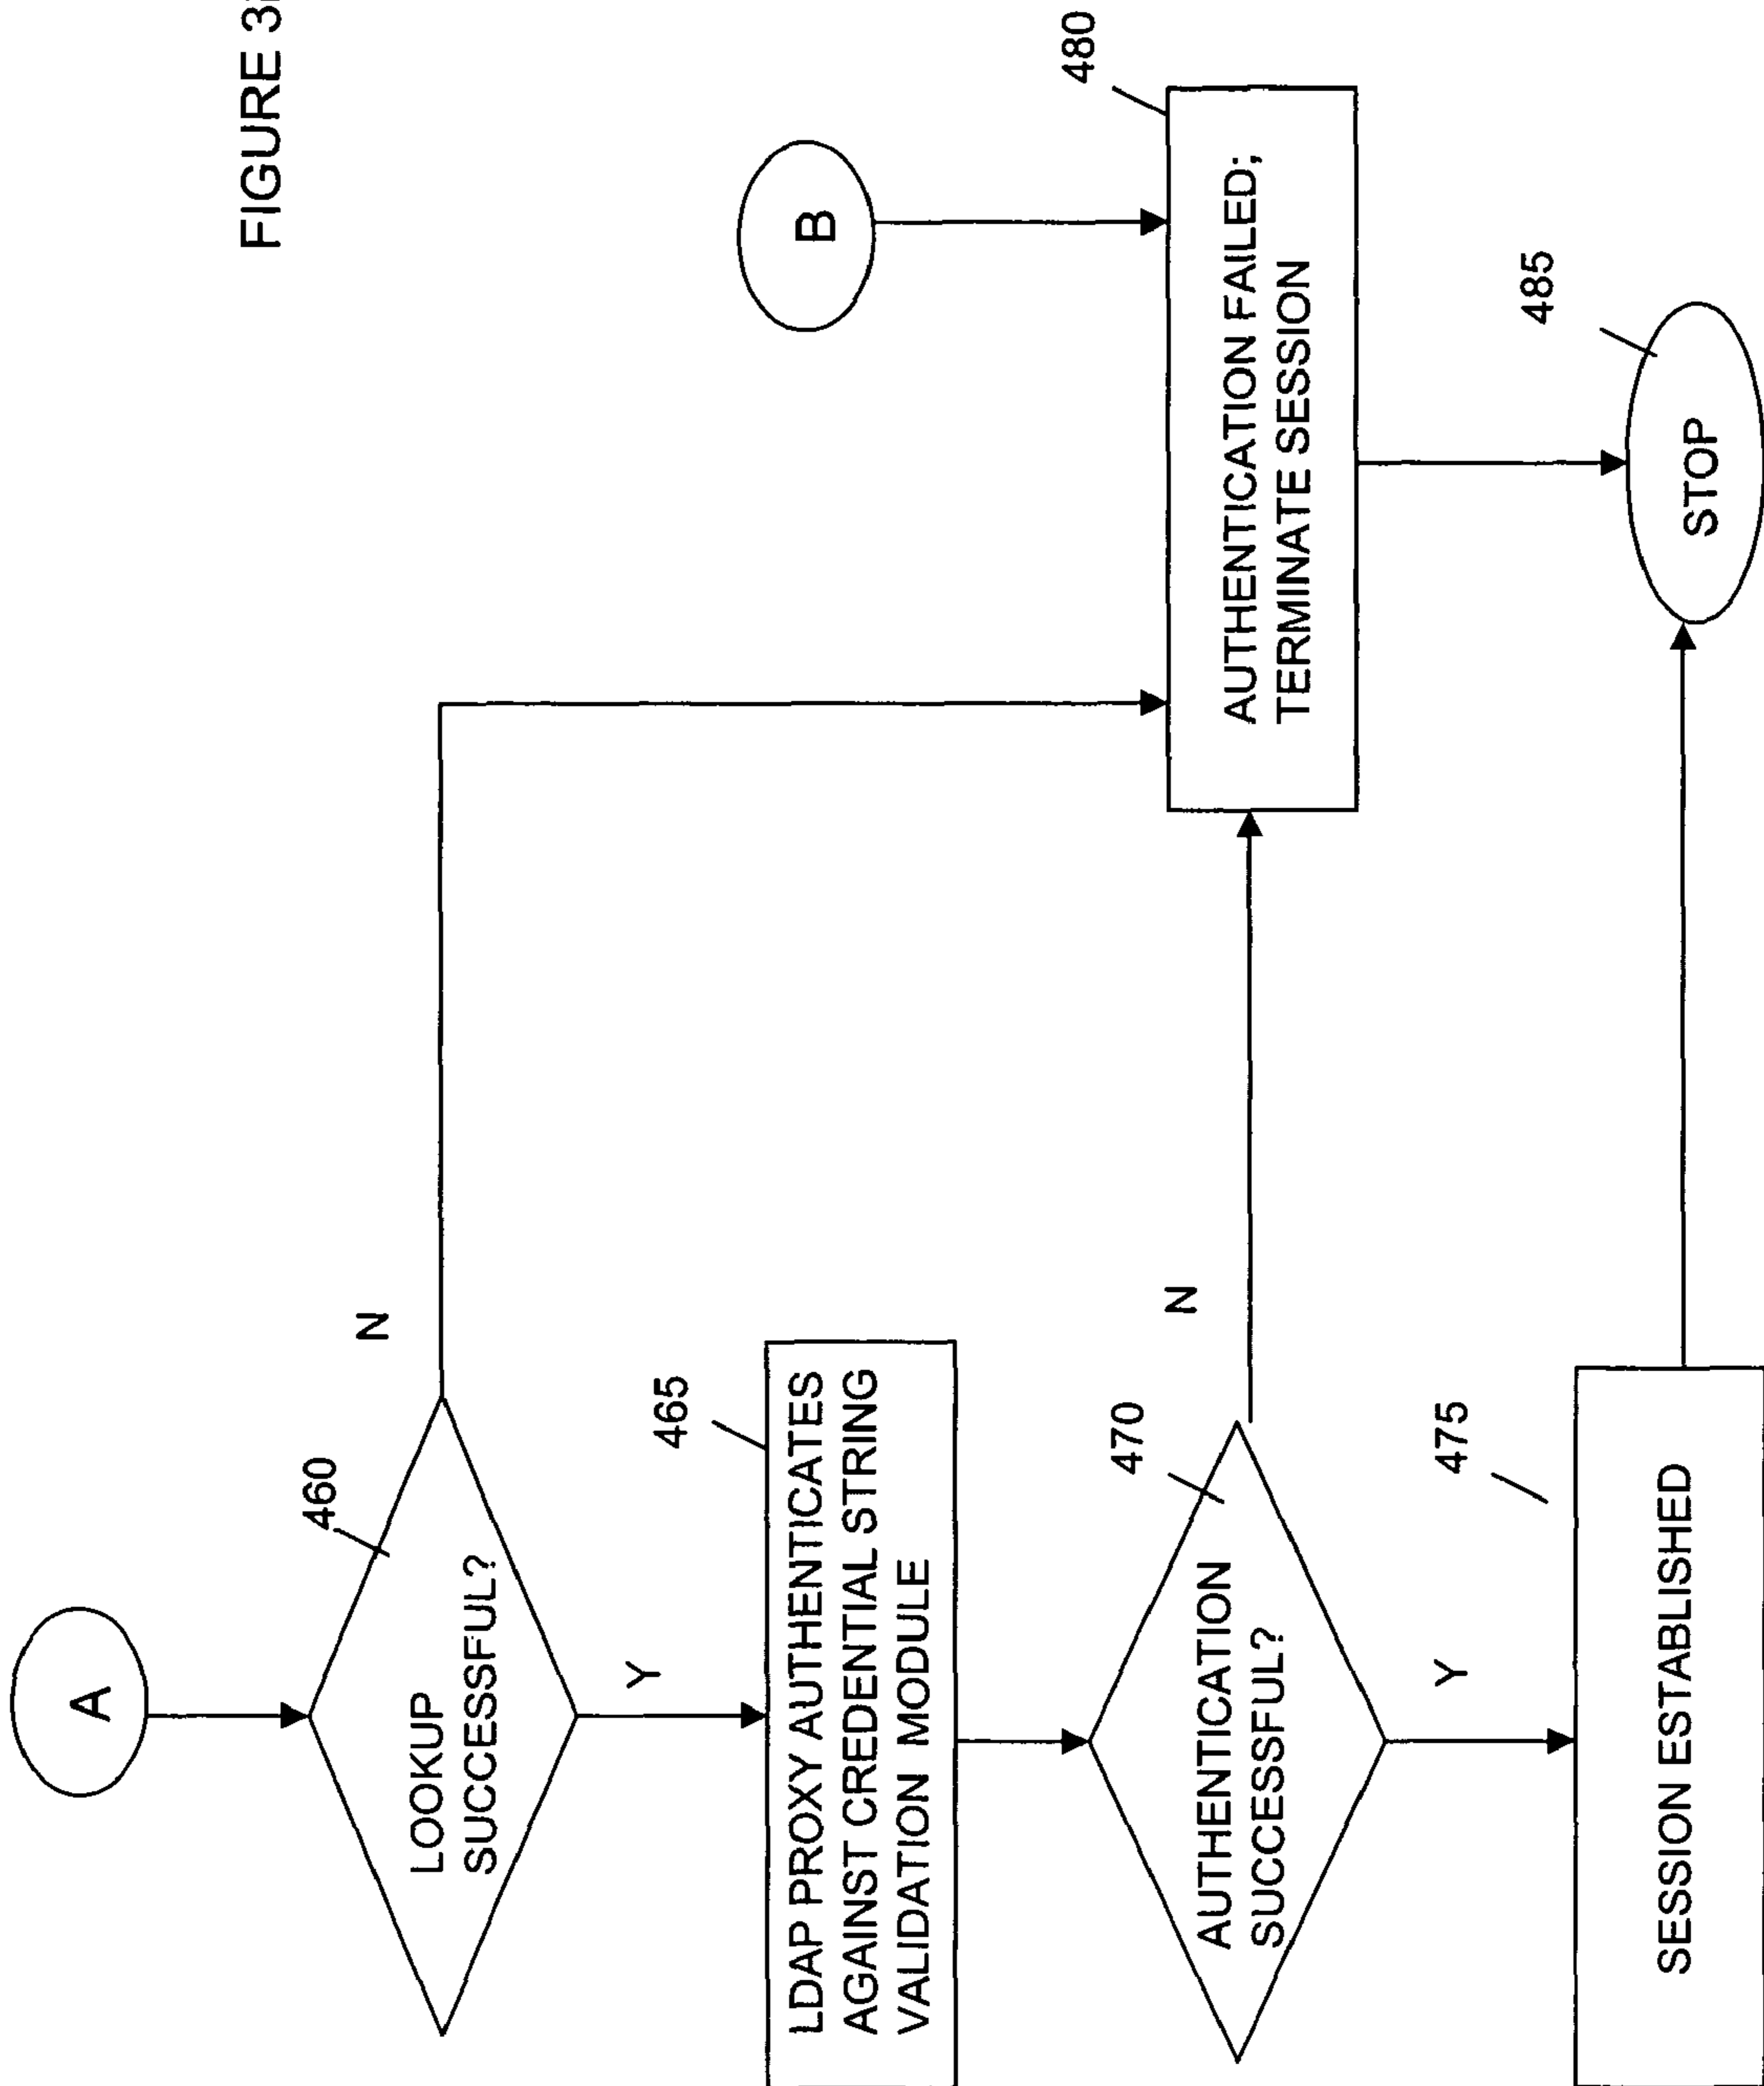 A
FIGURE 3
460
N
LOOKUP
SUCCESSFUL?
Y
465
B
LDAP PROXY AUTHENTICATES
AGAINST CREDENTIAL STRING
VALIDATION MODULE
480
470
N
AUTHENTICATION
SUCCESSFUL?
AUTHENTICATION FAILED;
TERMINATE SESSION
Y
475
485
SESSION ESTABLISHED
STOP